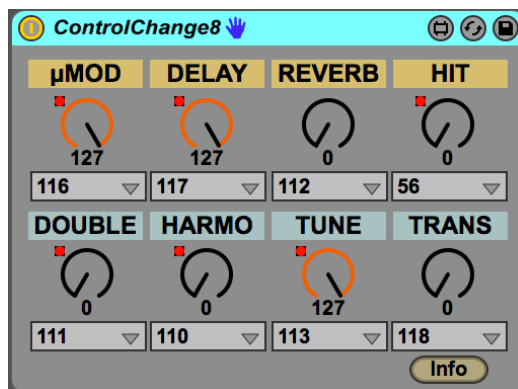 ControlChange8
µMOD DELAY REVERB HIT
127 127 0 0
116 117 112 56
DOUBLE HARMO TUNE TRANS
0 0 127 0
111 110 113 118
Info